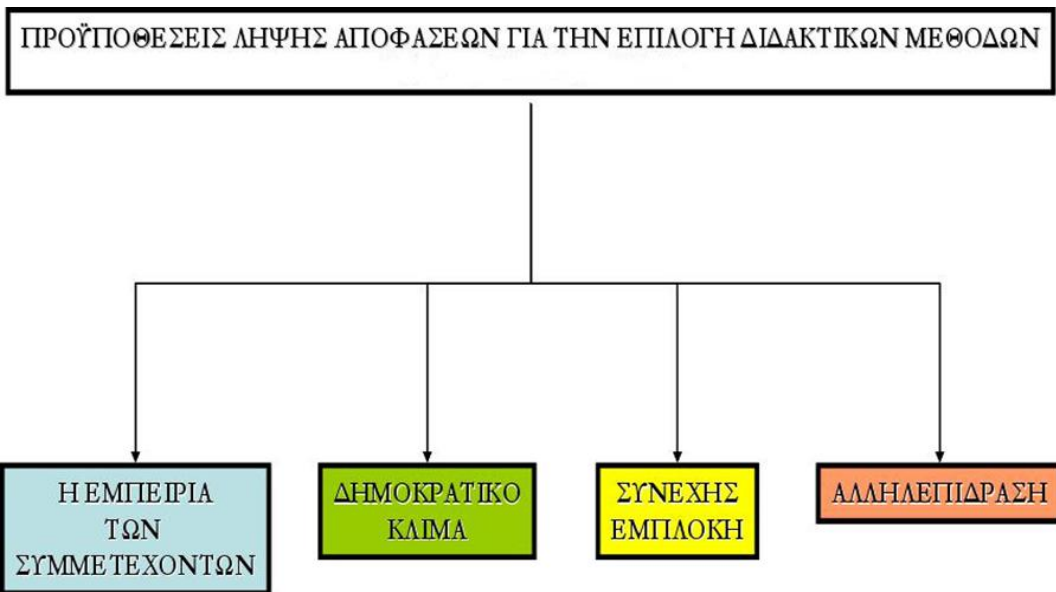 ΠΡΟΫΠΟΘΕΣΕΙΣ ΛΗΨΗΣ ΑΠΟΦΑΣΕΩΝ ΓΙΑ ΤΗΝ ΕΠΙΛΟΓΗ ΔΙΔΑΚΤΙΚΩΝ ΜΕΘΟΔΩΝ
Η ΕΜΠΕΙΡΙΑ
ΤΩΝ
ΣΥΜΜΕΤΕΧΟΝΤΩΝ
ΔΗΜΟΚΡΑΤΙΚΟ
ΚΛΙΜΑ
ΣΥΝΕΧΗΣ
ΕΜΠΛΟΚΗ
ΑΛΛΗΛΕΠΙΔΡΑΣΗ